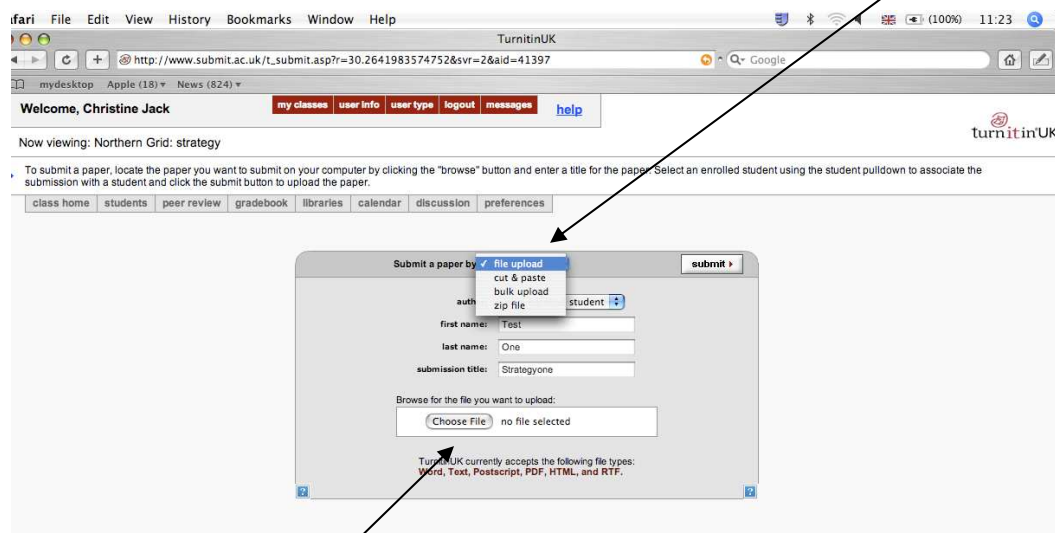 fari File Edit View History Bookmarks Window Help (100%) 11:23
TurnitinUK
http://www.submit.ac.uk/t_submit.asp?r=30.2641983574752&svr=2&aid=41397 Google
mydesktop Apple (18) News (824)
Welcome, Christine Jack my classes user info user type logout messages help
turnitin UK
Now viewing: Northern Grid: strategy
To submit a paper, locate the paper you want to submit on your computer by clicking the "browse" button and enter a title for the paper. Select an enrolled student using the student pulldown to associate the
submission with a student and click the submit button to upload the paper.
class home students peer review gradebook libraries calendar discussion preferences
Submit a paper by ✓ file upload submit
cut & paste
bulk upload
zip file
auth student
first name: Test
last name: One
submission title: Strategyone
Browse for the file you want to upload:
Choose File no file selected
TurnitinUK currently accepts the following file types:
Word, Text, Postscript, PDF, HTML, and RTF.
? ?